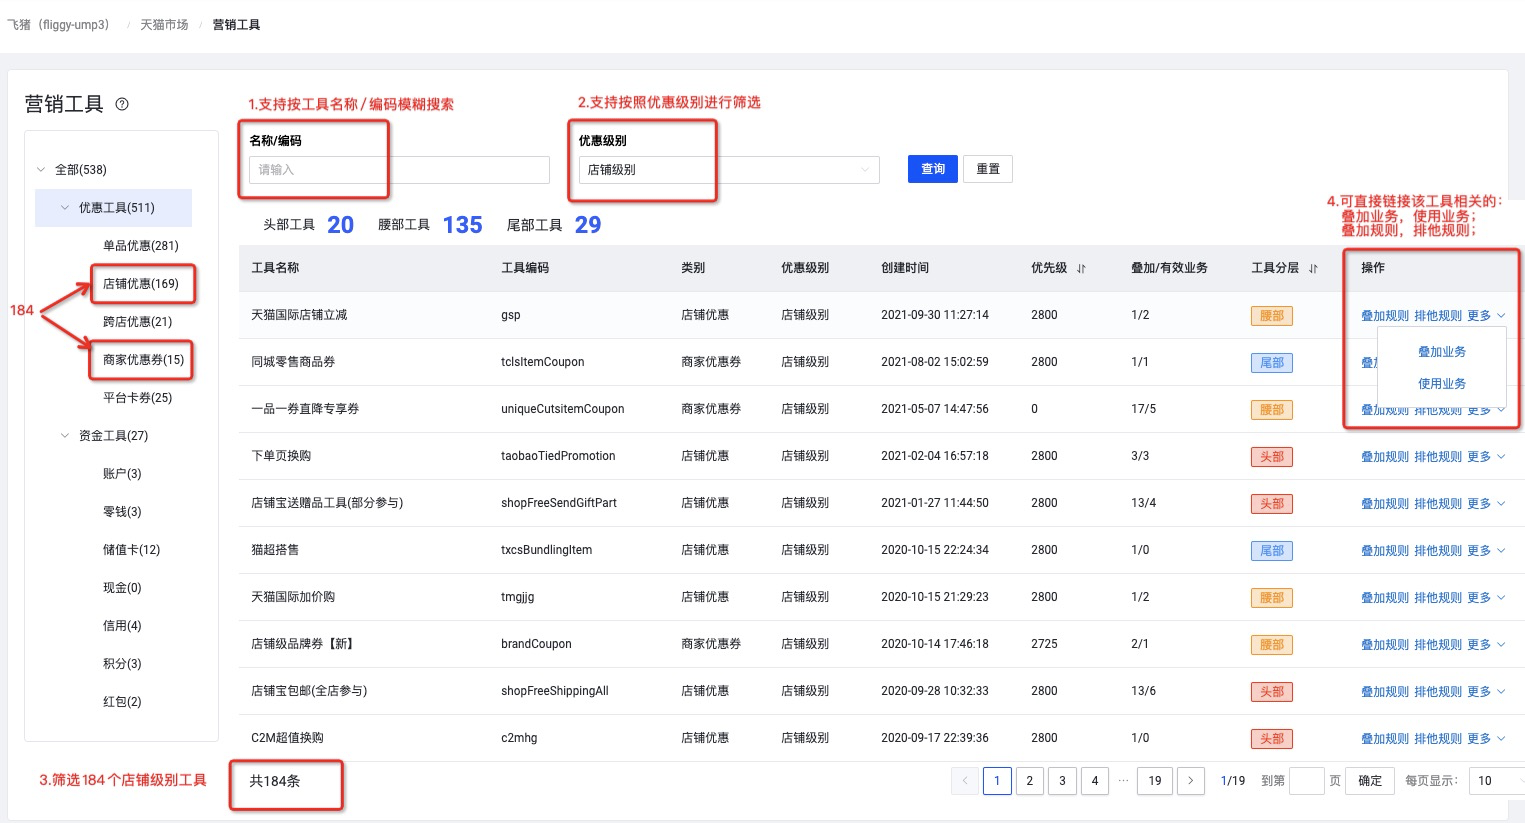 飞猪（fliggy-ump3） / 天猫市场 / 营销工具
营销工具
1.支持按工具名称/编码模糊搜索
2.支持按照优惠级别进行筛选
名称/编码
请输入
优惠级别
店铺级别
查询 重置
4.可直接链接该工具相关的:
叠加业务，使用业务；
叠加规则，排他规则；
头部工具 20 腰部工具 135 尾部工具 29
全部(538)
优惠工具(511)
单品优惠(281)
店铺优惠(169)
184
跨店优惠(21)
商家优惠券(15)
平台卡券(25)
资金工具(27)
账户(3)
零钱(3)
储值卡(12)
现金(0)
信用(4)
积分(3)
红包(2)
工具名称 工具编码 类别 优惠级别 创建时间 优先级 叠加/有效业务 工具分层 操作
天猫国际店铺立减 gsp 店铺优惠 店铺级别 2021-09-30 11:27:14 2800 1/2 腰部 叠加规则 排他规则 更多
叠加业务
使用业务
同城零售商品券 tclsItemCoupon 商家优惠券 店铺级别 2021-08-02 15:02:59 2800 1/1 尾部 叠
一品一券直降专享券 uniqueCutsitemCoupon 商家优惠券 店铺级别 2021-05-07 14:47:56 0 17/5 腰部 叠加规则 排他规则 更多
下单页换购 taobaoTiedPromotion 店铺优惠 店铺级别 2021-02-04 16:57:18 2800 3/3 头部 叠加规则 排他规则 更多
店铺宝送赠品工具(部分参与) shopFreeSendGiftPart 店铺优惠 店铺级别 2021-01-27 11:44:50 2800 13/4 头部 叠加规则 排他规则 更多
猫超搭售 txcsBundlingItem 店铺优惠 店铺级别 2020-10-15 22:24:34 2800 1/0 尾部 叠加规则 排他规则 更多
天猫国际加价购 tmgjjg 店铺优惠 店铺级别 2020-10-15 21:29:23 2800 1/2 腰部 叠加规则 排他规则 更多
店铺级品牌券【新】 brandCoupon 商家优惠券 店铺级别 2020-10-14 17:46:18 2725 2/1 腰部 叠加规则 排他规则 更多
店铺宝包邮(全店参与) shopFreeShippingAll 店铺优惠 店铺级别 2020-09-28 10:32:33 2800 13/6 头部 叠加规则 排他规则 更多
C2M超值换购 c2mhg 店铺优惠 店铺级别 2020-09-17 22:39:36 2800 1/0 头部 叠加规则 排他规则 更多
3.筛选184个店铺级别工具
共184条
1 2 3 4 ··· 19 1/19 到第 页 确定 每页显示： 10